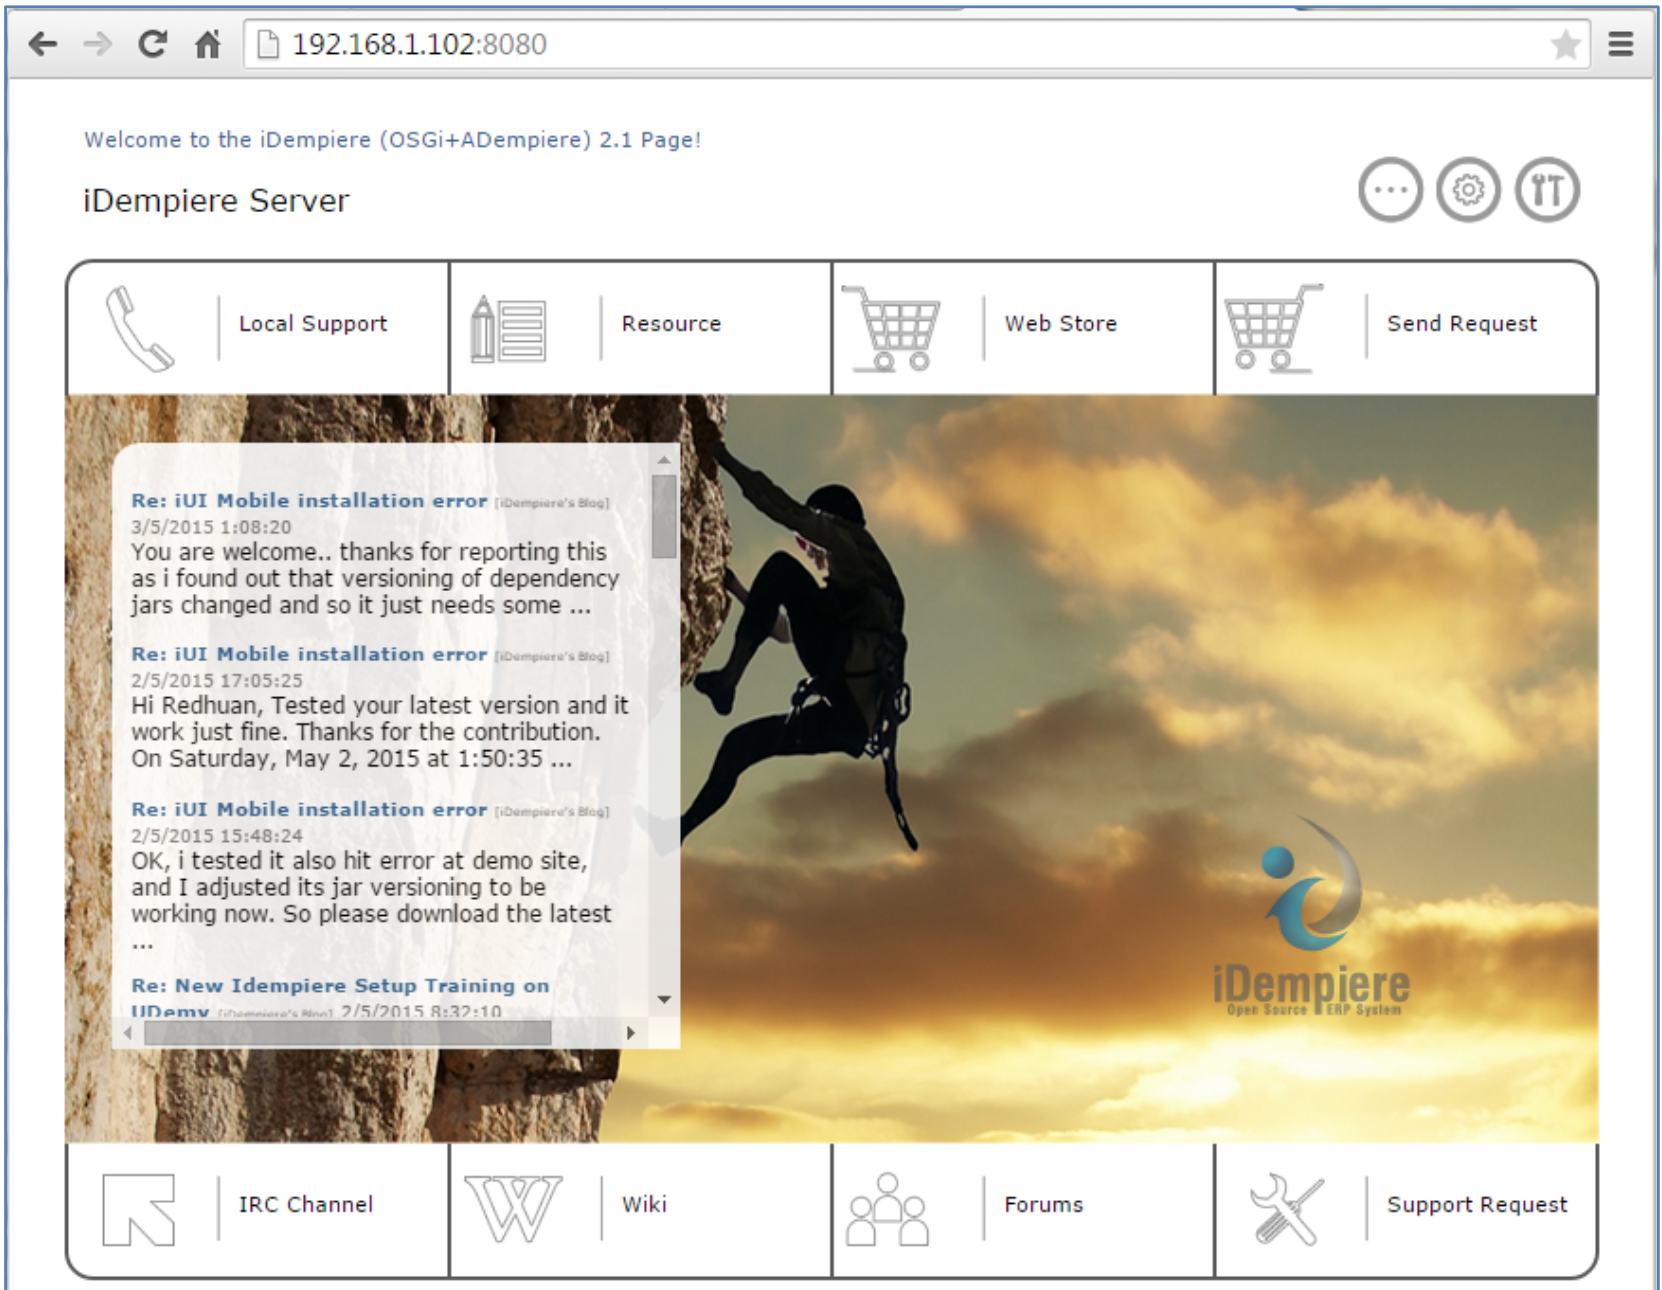 192.168.1.102:8080
Welcome to the iDempiere (OSGi+ADempiere) 2.1 Page!
iDempiere Server
Local Support
Resource
Web Store
Send Request
Re: iUI Mobile installation error [iDempiere's Blog]
3/5/2015 1:08:20
You are welcome.. thanks for reporting this
as i found out that versioning of dependency
jars changed and so it just needs some ...
Re: iUI Mobile installation error [iDempiere's Blog]
2/5/2015 17:05:25
Hi Redhuan, Tested your latest version and it
work just fine. Thanks for the contribution.
On Saturday, May 2, 2015 at 1:50:35 ...
Re: iUI Mobile installation error [iDempiere's Blog]
2/5/2015 15:48:24
OK, i tested it also hit error at demo site,
and I adjusted its jar versioning to be
working now. So please download the latest
...
Re: New Idempiere Setup Training on
UDemy [iDempiere's Blog] 2/5/2015 8:32:10
iDempiere
Open Source ERP System
IRC Channel
Wiki
Forums
Support Request